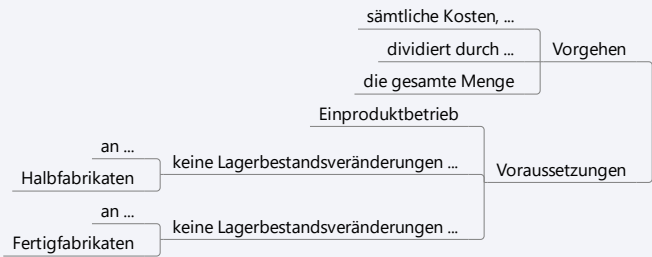 sämtliche Kosten, ...
dividiert durch ...
Vorgehen
die gesamte Menge
Einproduktbetrieb
an ...
keine Lagerbestandsveränderungen ...
Halbfabrikaten
Voraussetzungen
an ...
keine Lagerbestandsveränderungen ...
Fertigfabrikaten